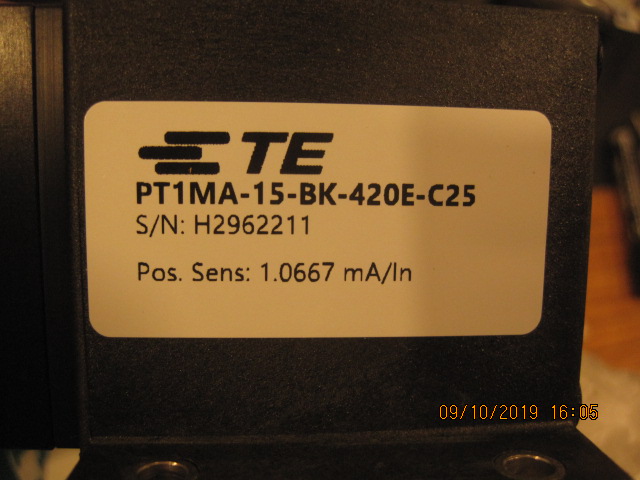 TE
PT1MA-15-BK-420E-C25
S/N: H2962211
Pos. Sens: 1.0667 mA/In
09/10/2019 16:05